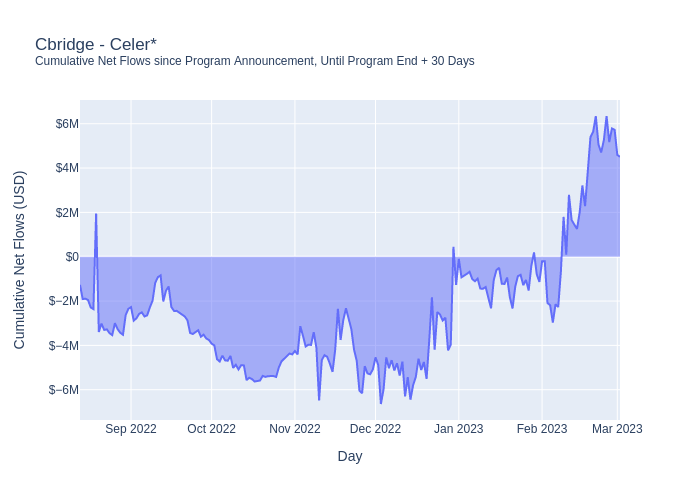 Cbridge - Celer*
Cumulative Net Flows since Program Announcement, Until Program End + 30 Days
Cumulative Net Flows (USD)
$6M
$4M
$2M
$0
$−2M
$−4M
$−6M
Sep 2022 Oct 2022 Nov 2022 Dec 2022 Jan 2023 Feb 2023 Mar 2023
Day